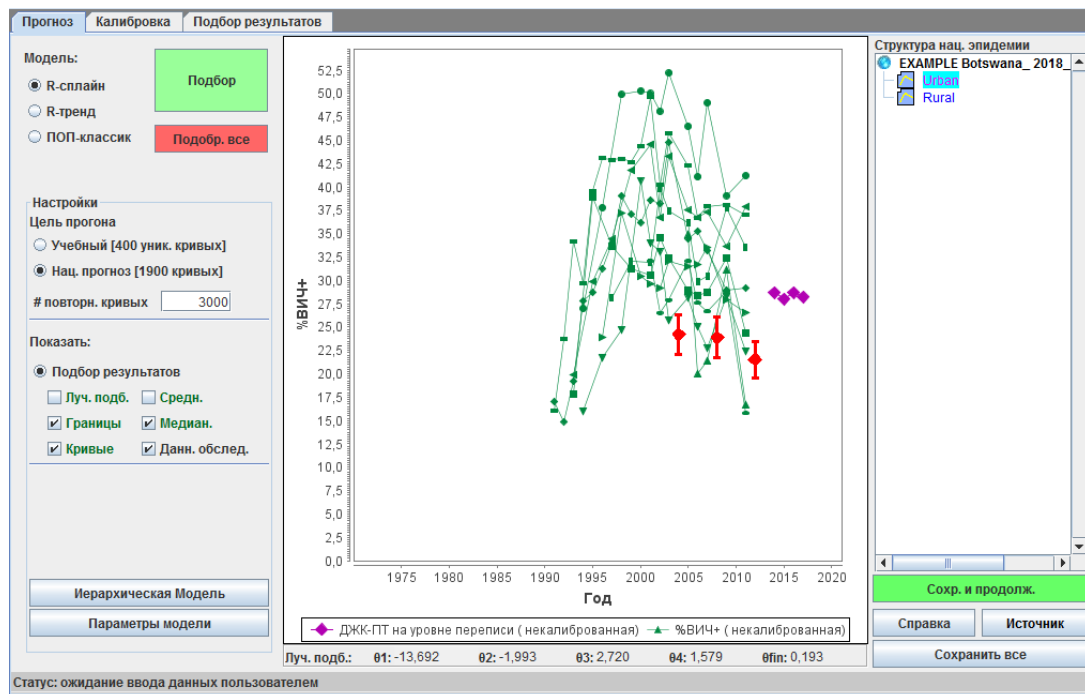 Прогноз Калибровка Подбор результатов
Модель:
R-сплайн
R-тренд
ПОП-классик
Подбор
Подобр. все
Настройки
Цель прогона
Учебный [400 уник. кривых]
Нац. прогноз [1900 кривых]
# повторн. кривых 3000
Показать:
Подбор результатов
Луч. подб. Средн.
Границы Медиан.
Кривые Данн. обслед.
Иерархическая Модель
Параметры модели
%ВИЧ+
52,5
50,0
47,5
45,0
42,5
40,0
37,5
35,0
32,5
30,0
27,5
25,0
22,5
20,0
17,5
15,0
12,5
10,0
7,5
5,0
2,5
0,0
1975 1980 1985 1990 1995 2000 2005 2010 2015 2020
Год
ДЖК-ПТ на уровне переписи ( некалиброванная) %ВИЧ+ ( некалиброванная)
Луч. подб.: θ1: -13,692 θ2: -1,993 θ3: 2,720 θ4: 1,579 θfin: 0,193
Структура нац. эпидемии
EXAMPLE Botswana_ 2018_
Urban
Rural
Сохр. и продолж.
Справка Источник
Сохранить все
Статус: ожидание ввода данных пользователем